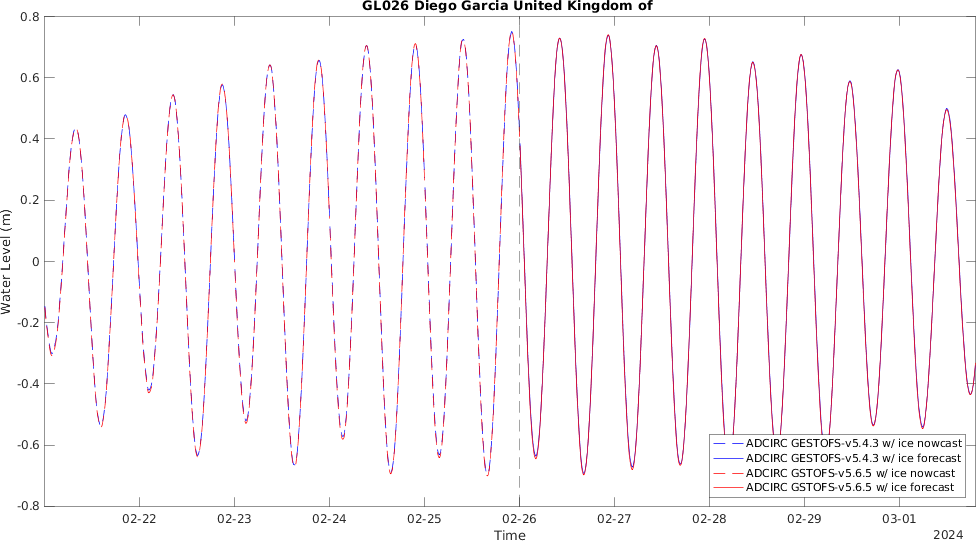 GL026 Diego Garcia United Kingdom of
0.8
0.6
0.4
0.2
0
-0.2
-0.4
-0.6
-0.8
Water Level (m)
ADCIRC GESTOFS-v5.4.3 w/ ice nowcast
ADCIRC GESTOFS-v5.4.3 w/ ice forecast
ADCIRC GSTOFS-v5.6.5 w/ ice nowcast
ADCIRC GSTOFS-v5.6.5 w/ ice forecast
02-22 02-23 02-24 02-25 02-26 02-27 02-28 02-29 03-01
Time
2024